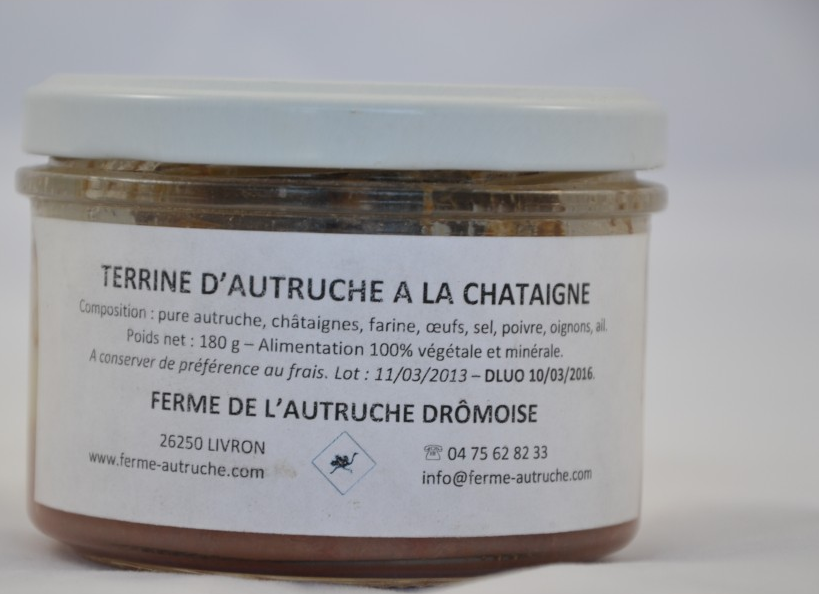 TERRINE D'AUTRUCHE A LA CHATAIGNE
Composition : pure autruche, châtaignes, farine, œufs, sel, poivre, oignons, ail.
Poids net : 180 g – Alimentation 100% végétale et minérale.
A conserver de préférence au frais. Lot : 11/03/2013 – DLUO 10/03/2016.
FERME DE L'AUTRUCHE DRÔMOISE
26250 LIVRON
www.ferme-autruche.com
☏ 04 75 62 82 33
info@ferme-autruche.com